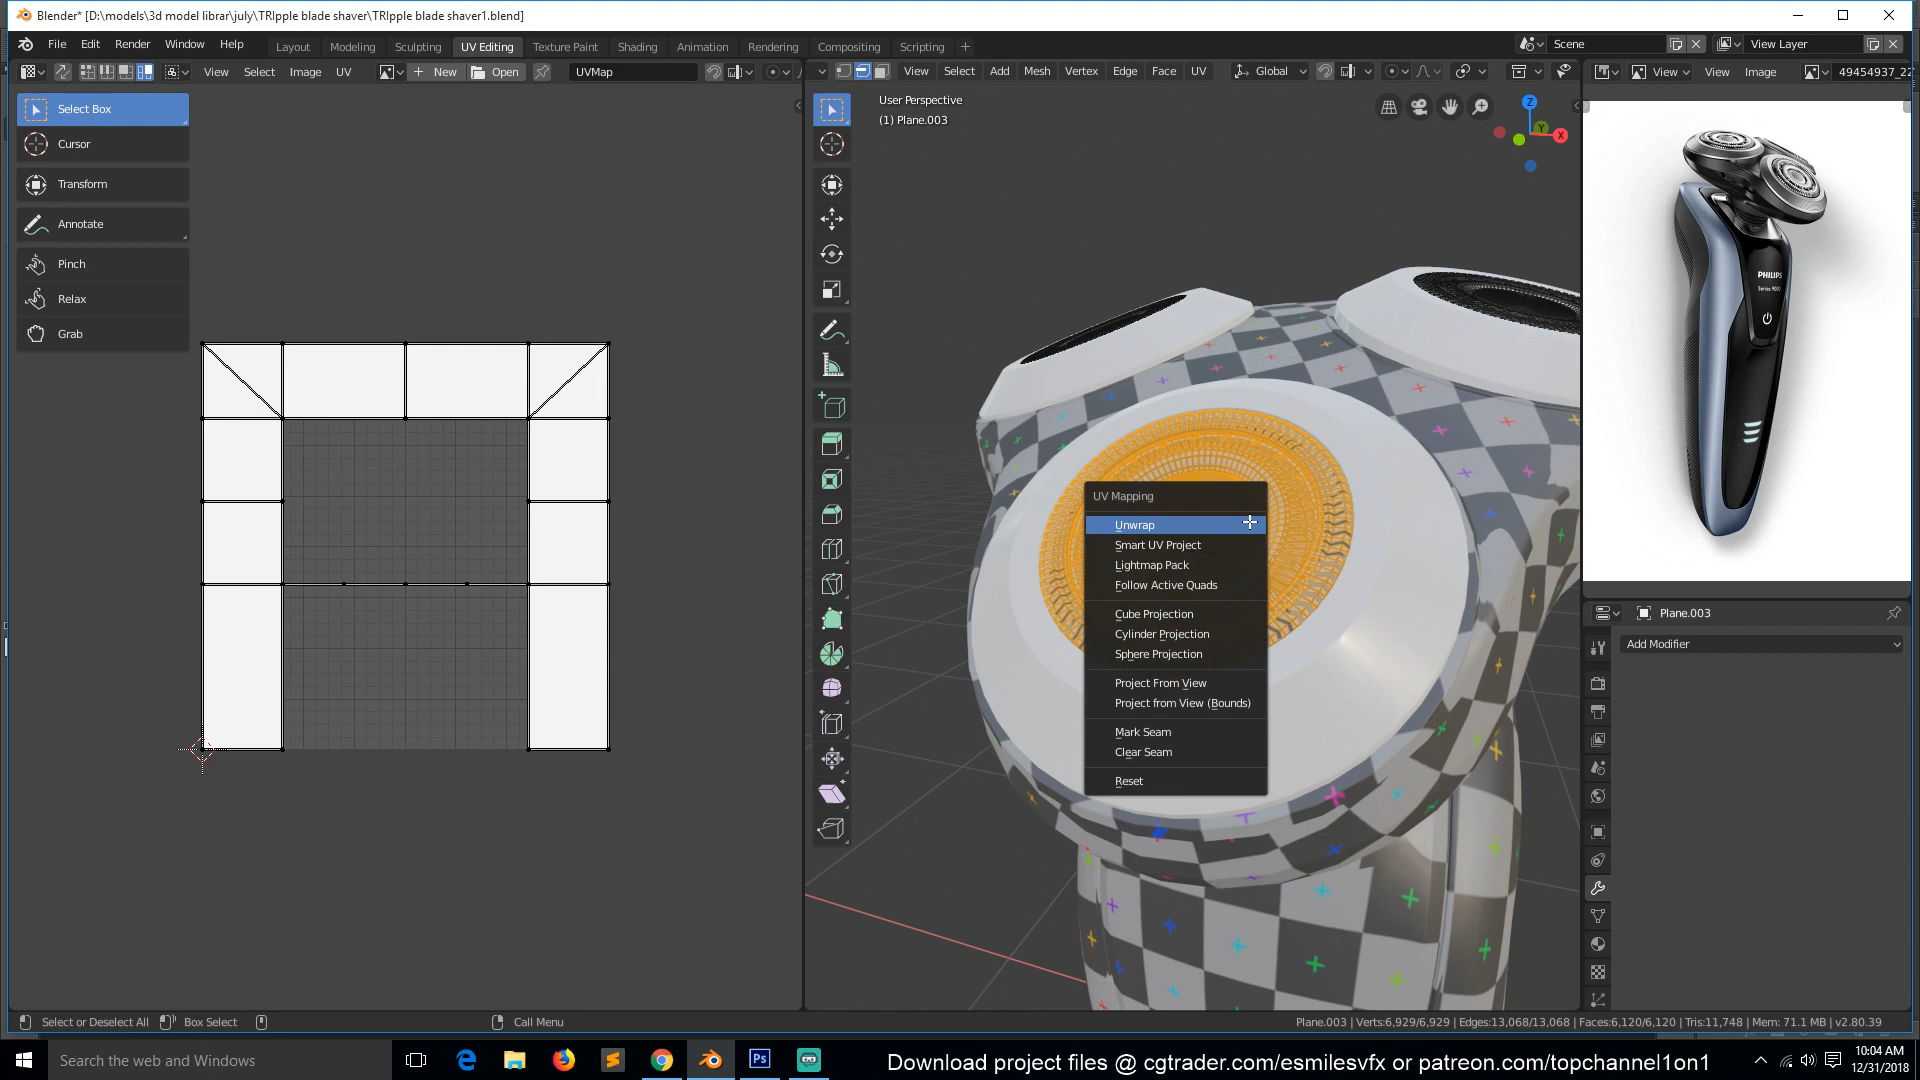 Blender* [D:\models\3d model librar\july\TRIpple blade shaver\TRIpple blade shaver1.blend]
File Edit Render Window Help Layout Modeling Sculpting UV Editing Texture Paint Shading Animation Rendering Compositing Scripting + Scene View Layer
View Select Image UV New Open UVMap View Select Add Mesh Vertex Edge Face UV Global View View Image 49454937_22
Select Box
Cursor
Transform
Annotate
Pinch
Relax
Grab
User Perspective
(1) Plane.003
Z
Y
X
PHILIPS
Series 9000
UV Mapping
Unwrap
Smart UV Project
Lightmap Pack
Follow Active Quads
Cube Projection
Cylinder Projection
Sphere Projection
Project From View
Project from View (Bounds)
Mark Seam
Clear Seam
Reset
Plane.003
Add Modifier
Select or Deselect All Box Select Call Menu Plane.003 | Verts:6,929/6,929 | Edges:13,068/13,068 | Faces:6,120/6,120 | Tris:11,748 | Mem: 71.1 MB | v2.80.39
Search the web and Windows
Ps
Download project files @ cgtrader.com/esmilesvfx or patreon.com/topchannel1on1
10:04 AM
12/31/2018